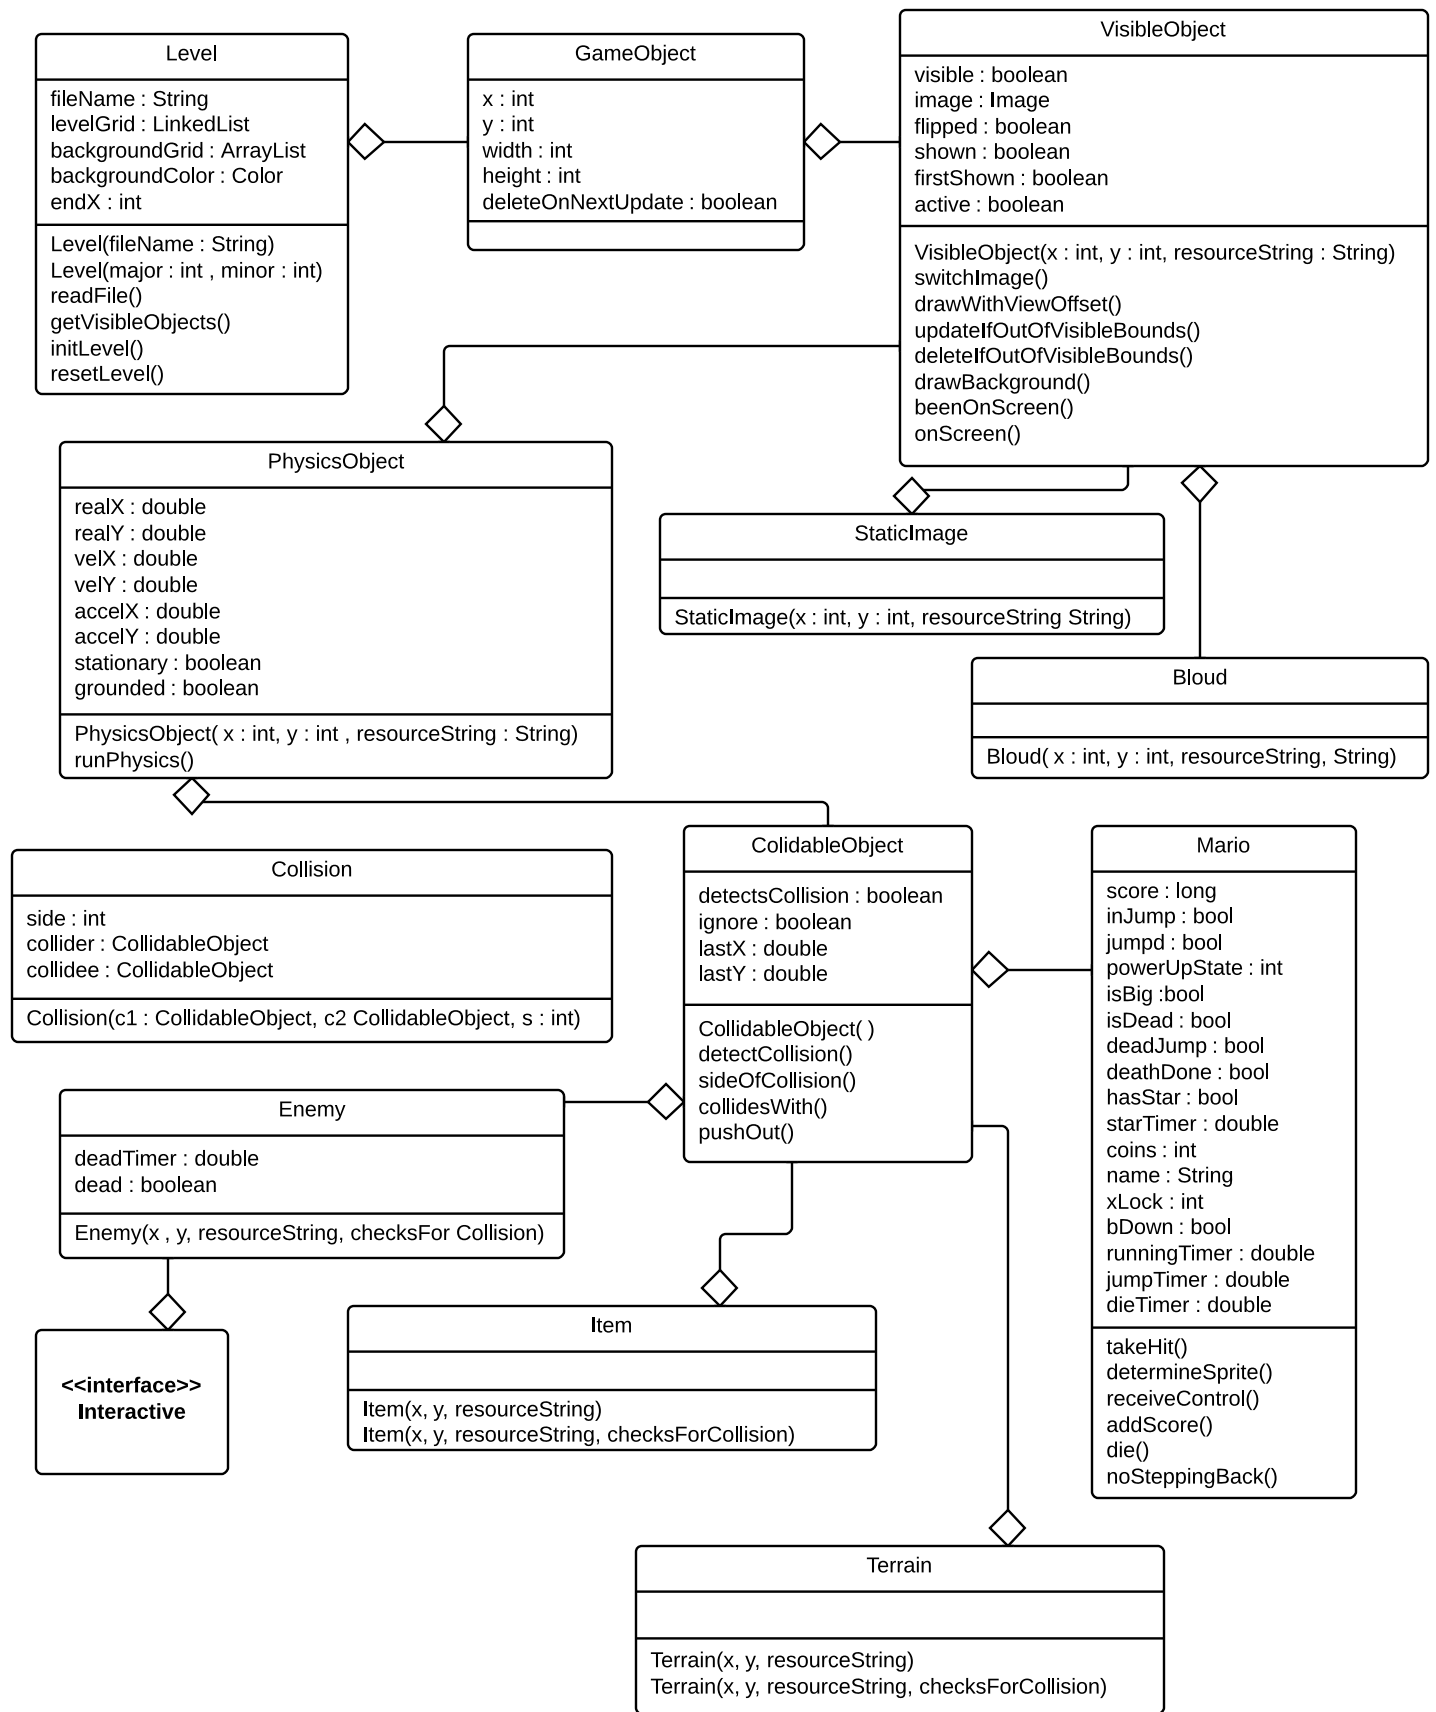 Level
fileName : String
levelGrid : LinkedList
backgroundGrid : ArrayList
backgroundColor : Color
endX : int
Level(fileName : String)
Level(major : int , minor : int)
readFile()
getVisibleObjects()
initLevel()
resetLevel()
GameObject
x : int
y : int
width : int
height : int
deleteOnNextUpdate : boolean
VisibleObject
visible : boolean
image : Image
flipped : boolean
shown : boolean
firstShown : boolean
active : boolean
VisibleObject(x : int, y : int, resourceString : String)
switchImage()
drawWithViewOffset()
updateIfOutOfVisibleBounds()
deleteIfOutOfVisibleBounds()
drawBackground()
beenOnScreen()
onScreen()
PhysicsObject
realX : double
realY : double
velX : double
velY : double
accelX : double
accelY : double
stationary : boolean
grounded : boolean
PhysicsObject( x : int, y : int , resourceString : String)
runPhysics()
StaticImage
StaticImage(x : int, y : int, resourceString String)
Bloud
Bloud( x : int, y : int, resourceString, String)
Collision
side : int
collider : CollidableObject
collidee : CollidableObject
Collision(c1 : CollidableObject, c2 CollidableObject, s : int)
ColidableObject
detectsCollision : boolean
ignore : boolean
lastX : double
lastY : double
CollidableObject( )
detectCollision()
sideOfCollision()
collidesWith()
pushOut()
Mario
score : long
inJump : bool
jumpd : bool
powerUpState : int
isBig :bool
isDead : bool
deadJump : bool
deathDone : bool
hasStar : bool
starTimer : double
coins : int
name : String
xLock : int
bDown : bool
runningTimer : double
jumpTimer : double
dieTimer : double
takeHit()
determineSprite()
receiveControl()
addScore()
die()
noSteppingBack()
Enemy
deadTimer : double
dead : boolean
Enemy(x , y, resourceString, checksFor Collision)
<<interface>>
Interactive
Item
Item(x, y, resourceString)
Item(x, y, resourceString, checksForCollision)
Terrain
Terrain(x, y, resourceString)
Terrain(x, y, resourceString, checksForCollision)